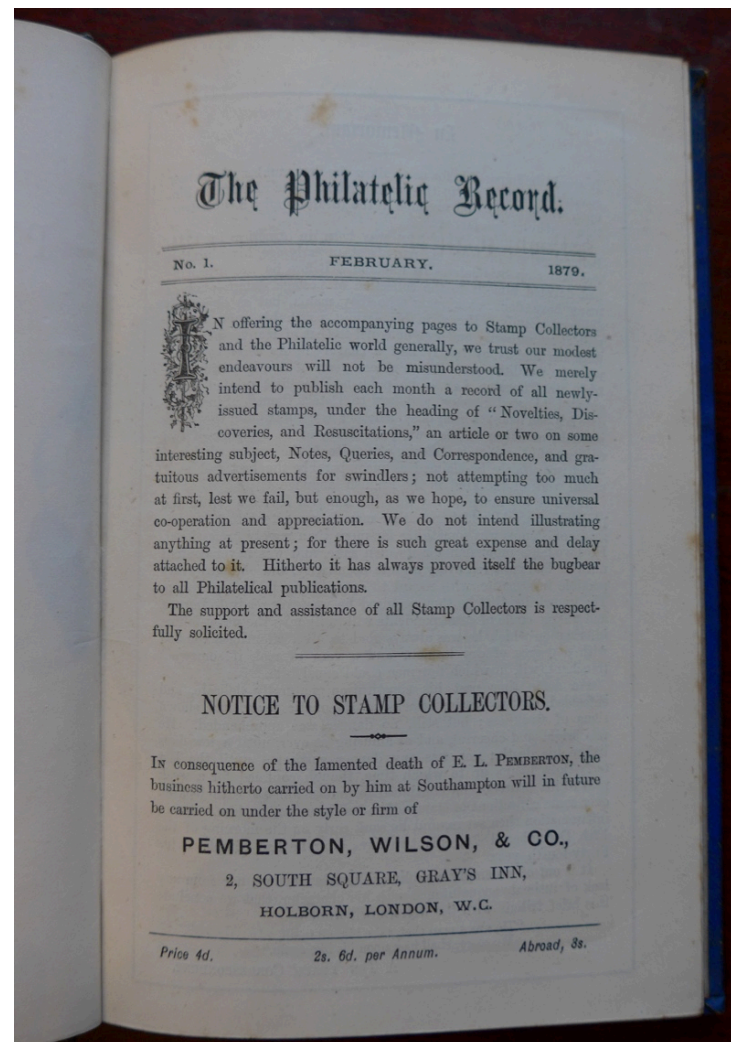 The Philatelic Record.
No. 1. FEBRUARY. 1879.
IN offering the accompanying pages to Stamp Collectors
and the Philatelic world generally, we trust our modest
endeavours will not be misunderstood. We merely
intend to publish each month a record of all newly-
issued stamps, under the heading of “Novelties, Dis-
coveries, and Resuscitations,” an article or two on some
interesting subject, Notes, Queries, and Correspondence, and gra-
tuitous advertisements for swindlers; not attempting too much
at first, lest we fail, but enough, as we hope, to ensure universal
co-operation and appreciation. We do not intend illustrating
anything at present; for there is such great expense and delay
attached to it. Hitherto it has always proved itself the bugbear
to all Philatelical publications.
The support and assistance of all Stamp Collectors is respect-
fully solicited.
NOTICE TO STAMP COLLECTORS.
IN consequence of the lamented death of E. L. PEMBERTON, the
business hitherto carried on by him at Southampton will in future
be carried on under the style or firm of
PEMBERTON, WILSON, & CO.,
2, SOUTH SQUARE, GRAY'S INN,
HOLBORN, LONDON, W.C.
Price 4d. 2s. 6d. per Annum. Abroad, 3s.